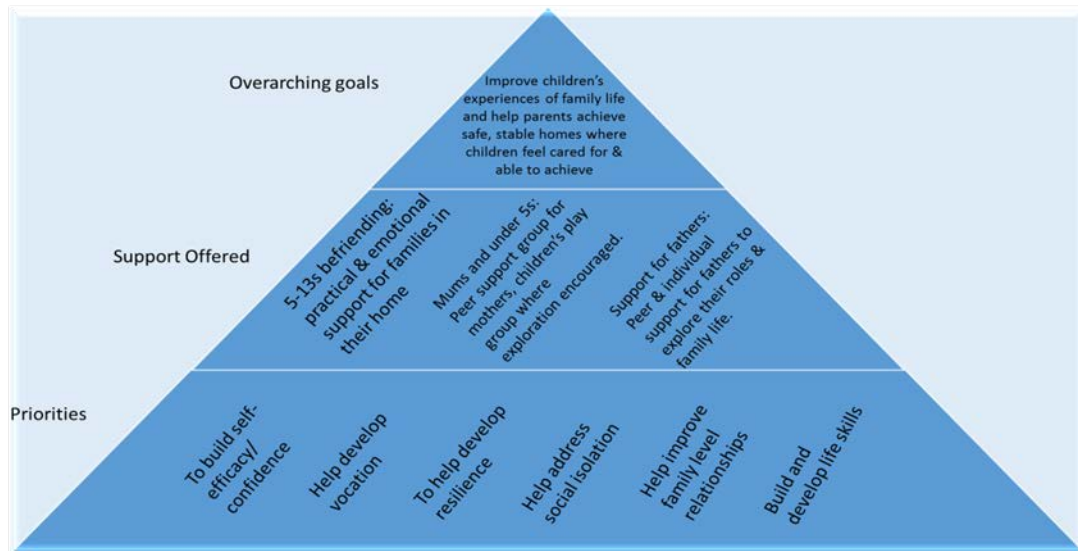 Overarching goals
Improve children's
experiences of family life
and help parents achieve
safe, stable homes where
children feel cared for &
able to achieve
Support Offered
5-13s befriending:
practical & emotional
support for families in
their home
Mums and under 5s:
Peer support group for
mothers, children's play
group where
exploration encouraged.
Support for fathers:
Peer & individual
support for fathers to
explore their roles &
family life.
Priorities
To build self-
efficacy/
confidence
Help develop
vocation
To help develop
resilience
Help address
social isolation
Help improve
family level
relationships
Build and
develop life skills